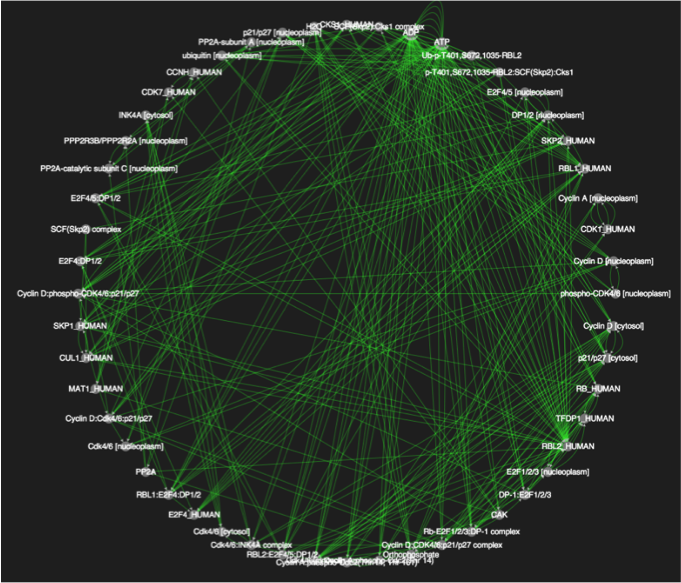 CKS1_HUMAN
H2O
p21/p27 [nucleoplasm]
ADP
PP2A-subunit A [nucleoplasm]
ATP
ubiquitin [nucleoplasm]
Ub-p-T401,S672,1035-RBL2
CCNH_HUMAN
p-T401,S672,1035-RBL2:SCF(Skp2):Cks1
CDK7_HUMAN
E2F4/5 [nucleoplasm]
INK4A [cytosol]
DP1/2 [nucleoplasm]
PPP2R3B/PPP2R2A [nucleoplasm]
SKP2_HUMAN
PP2A-catalytic subunit C [nucleoplasm]
RBL1_HUMAN
E2F4/5:DP1/2
Cyclin A [nucleoplasm]
SCF(Skp2) complex
CDK1_HUMAN
E2F4:DP1/2
Cyclin D [nucleoplasm]
Cyclin D:phospho-CDK4/6:p21/p27
phospho-CDK4/6 [nucleoplasm]
SKP1_HUMAN
Cyclin D [cytosol]
CUL1_HUMAN
p21/p27 [cytosol]
MAT1_HUMAN
RB_HUMAN
Cyclin D:Cdk4/6:p21/p27
TFDP1_HUMAN
Cdk4/6 [nucleoplasm]
RBL2_HUMAN
PP2A
E2F1/2/3 [nucleoplasm]
RBL1:E2F4:DP1/2
DP-1:E2F1/2/3
E2F4_HUMAN
CAK
Cdk4/6 [cytosol]
Rb-E2F1/2/3:DP-1 complex
Cdk4/6:INK4A complex
Cyclin D:CDK4/6:p21/p27 complex
RBL2:E2F4/5:DP1/2
Orthophosphate